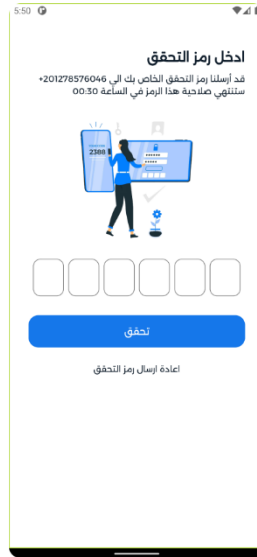 5:50
ادخل رمز التحقق
قد أرسلنا رمز التحقق الخاص بك الي 201278576046+
ستنتهي صلاحية هذا الرمز في الساعة 00:30
2388
تحقق
اعادة ارسال رمز التحقق